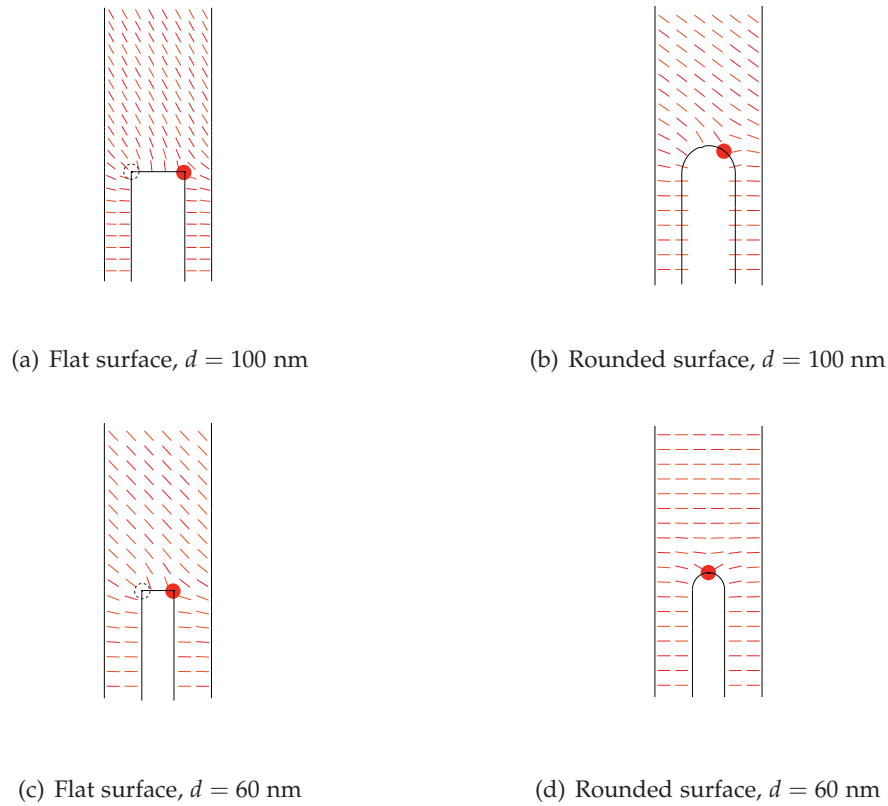 (a) Flat surface, d = 100 nm
(b) Rounded surface, d = 100 nm
(c) Flat surface, d = 60 nm
(d) Rounded surface, d = 60 nm